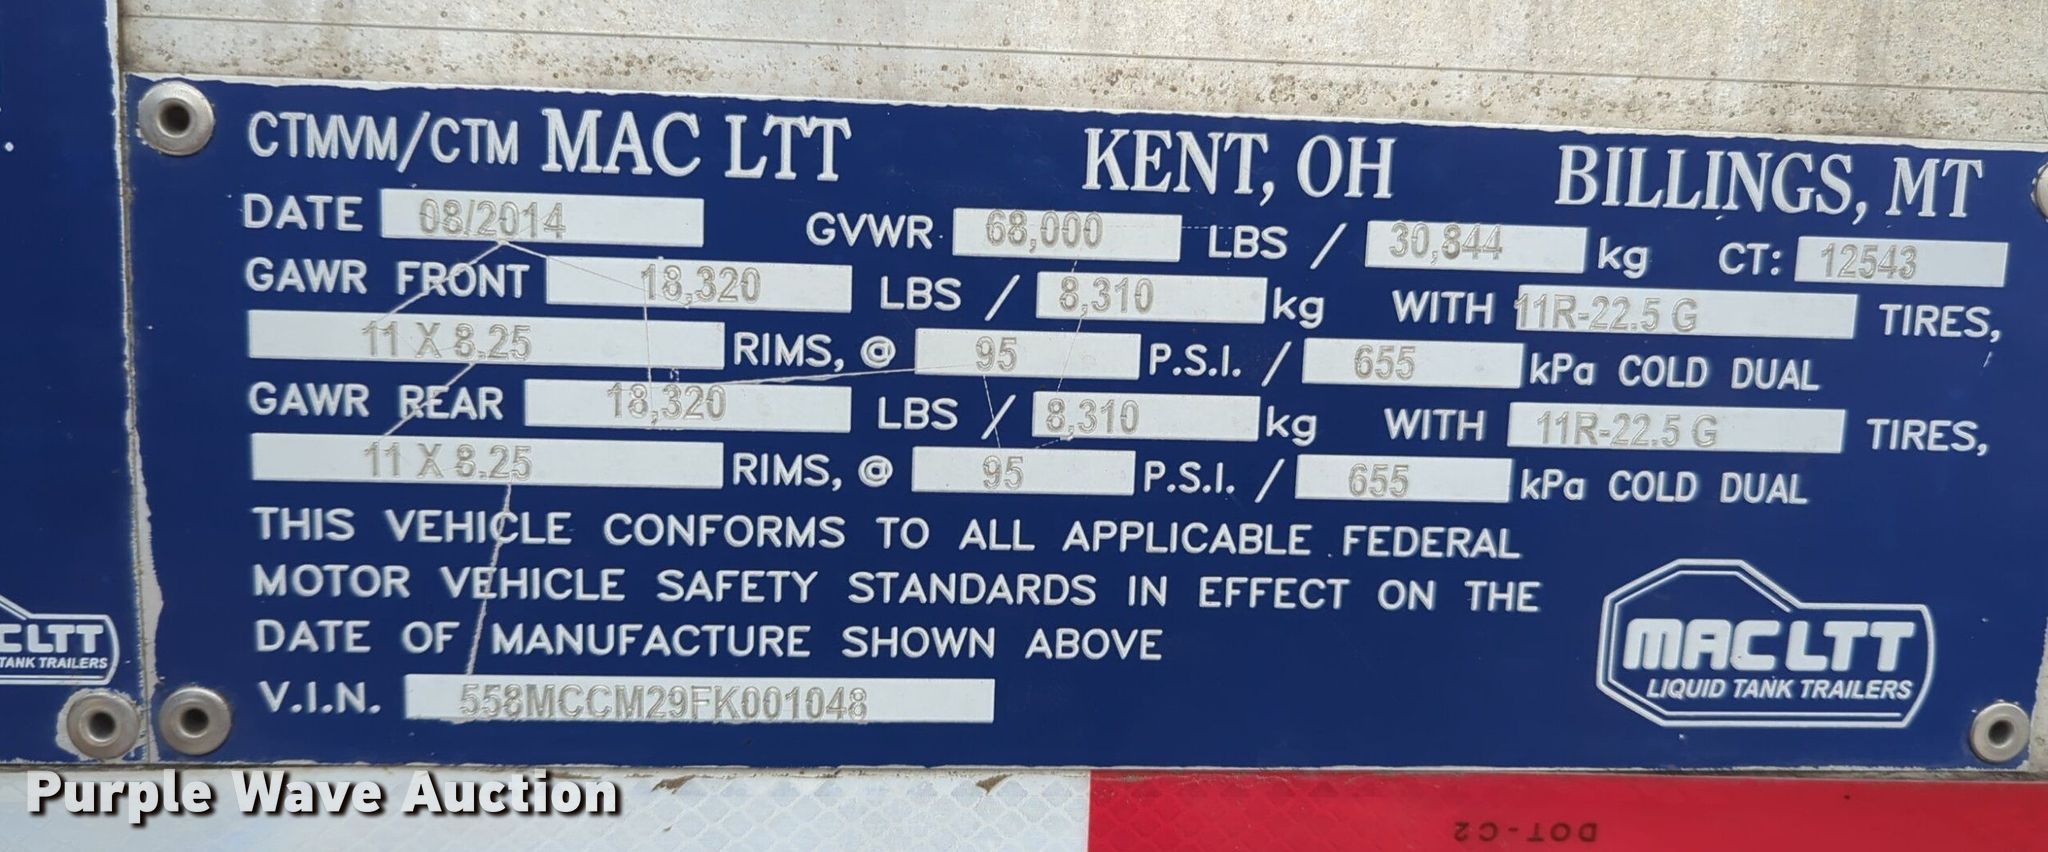 CTMVM/CTM MAC LTT KENT, OH BILLINGS, MT
DATE 08/2014 GVWR 68,000 LBS / 30,844 kg CT: 12543
GAWR FRONT 18,320 LBS / 8,310 kg WITH 11R-22.5 G TIRES,
11 X 8.25 RIMS, @ 95 P.S.I. / 655 kPa COLD DUAL
GAWR REAR 18,320 LBS / 8,310 kg WITH 11R-22.5 G TIRES,
11 X 8.25 RIMS, @ 95 P.S.I. / 655 kPa COLD DUAL
THIS VEHICLE CONFORMS TO ALL APPLICABLE FEDERAL
MOTOR VEHICLE SAFETY STANDARDS IN EFFECT ON THE
DATE OF MANUFACTURE SHOWN ABOVE
V.I.N. 558MCCM29FK001048
MAC LTT
LIQUID TANK TRAILERS
CLTT
TANK TRAILERS
Purple Wave Auction
DOT-C2